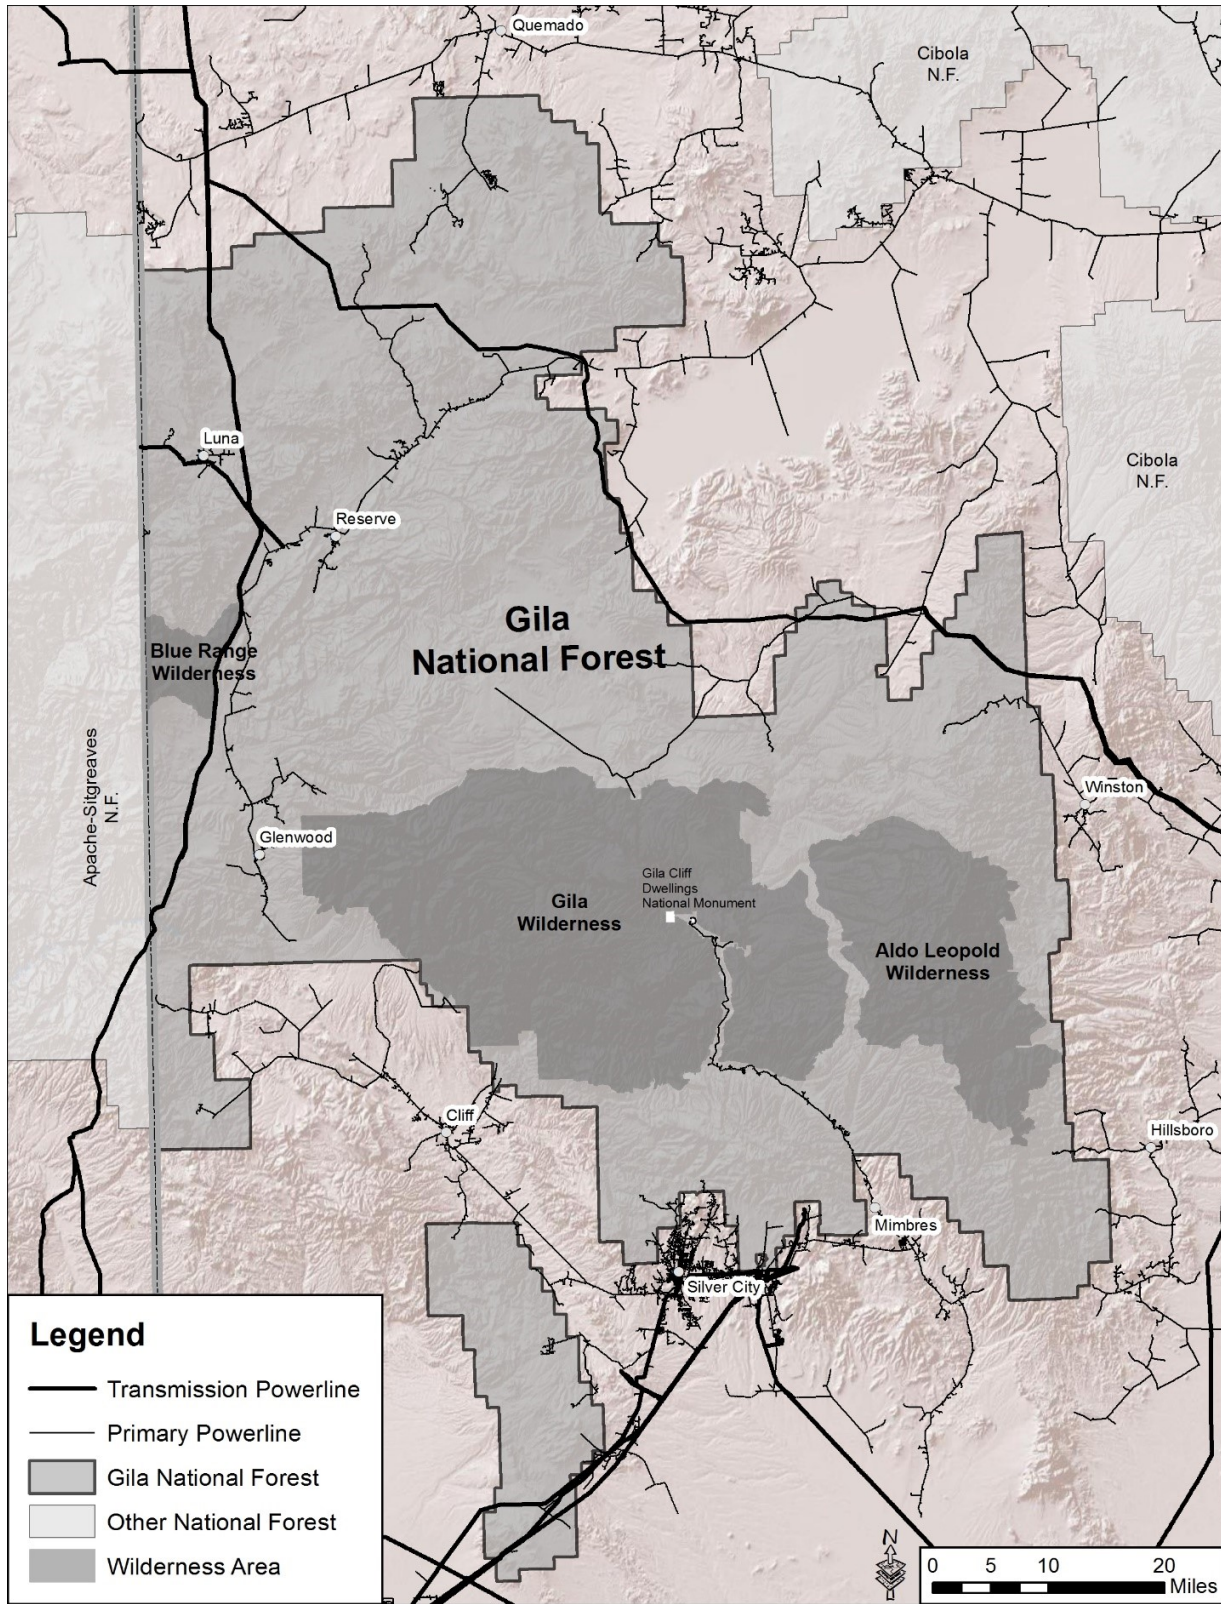 Quemado
Cibola
N.F.
Luna
Cibola
N.F.
Reserve
Gila
National Forest
Blue Range
Wilderness
Apache-Sitgreaves
N.F.
Winston
Glenwood
Gila Cliff
Dwellings
National Monument
Gila
Wilderness
Aldo Leopold
Wilderness
Cliff
Hillsboro
Mimbres
Silver City
Legend
Transmission Powerline
Primary Powerline
Gila National Forest
Other National Forest
Wilderness Area
N
0 5 10 20
Miles